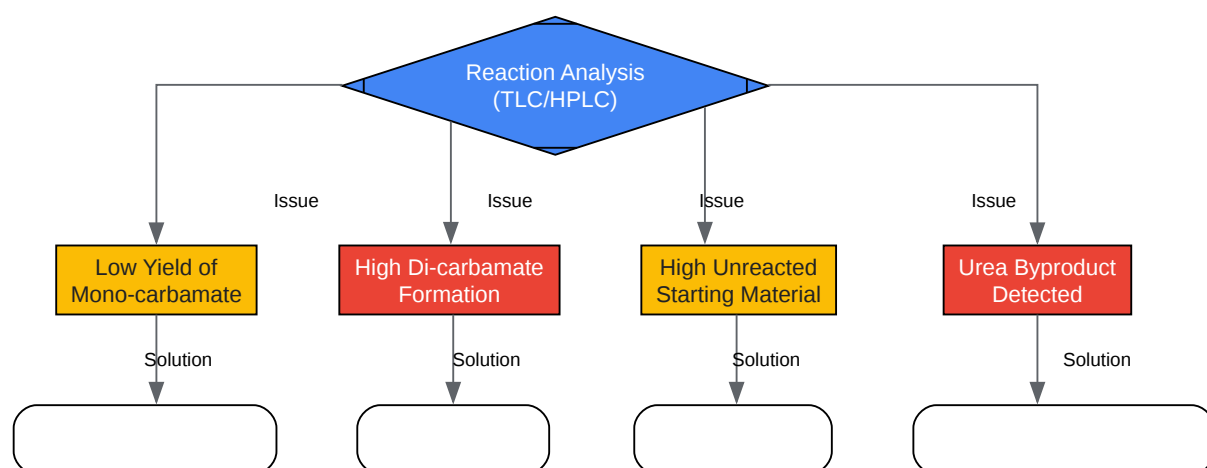 Reaction Analysis
(TLC/HPLC)
Issue
Issue
Issue
Issue
Low Yield of
Mono-carbamate
High Di-carbamate
Formation
High Unreacted
Starting Material
Urea Byproduct
Detected
Solution
Solution
Solution
Solution